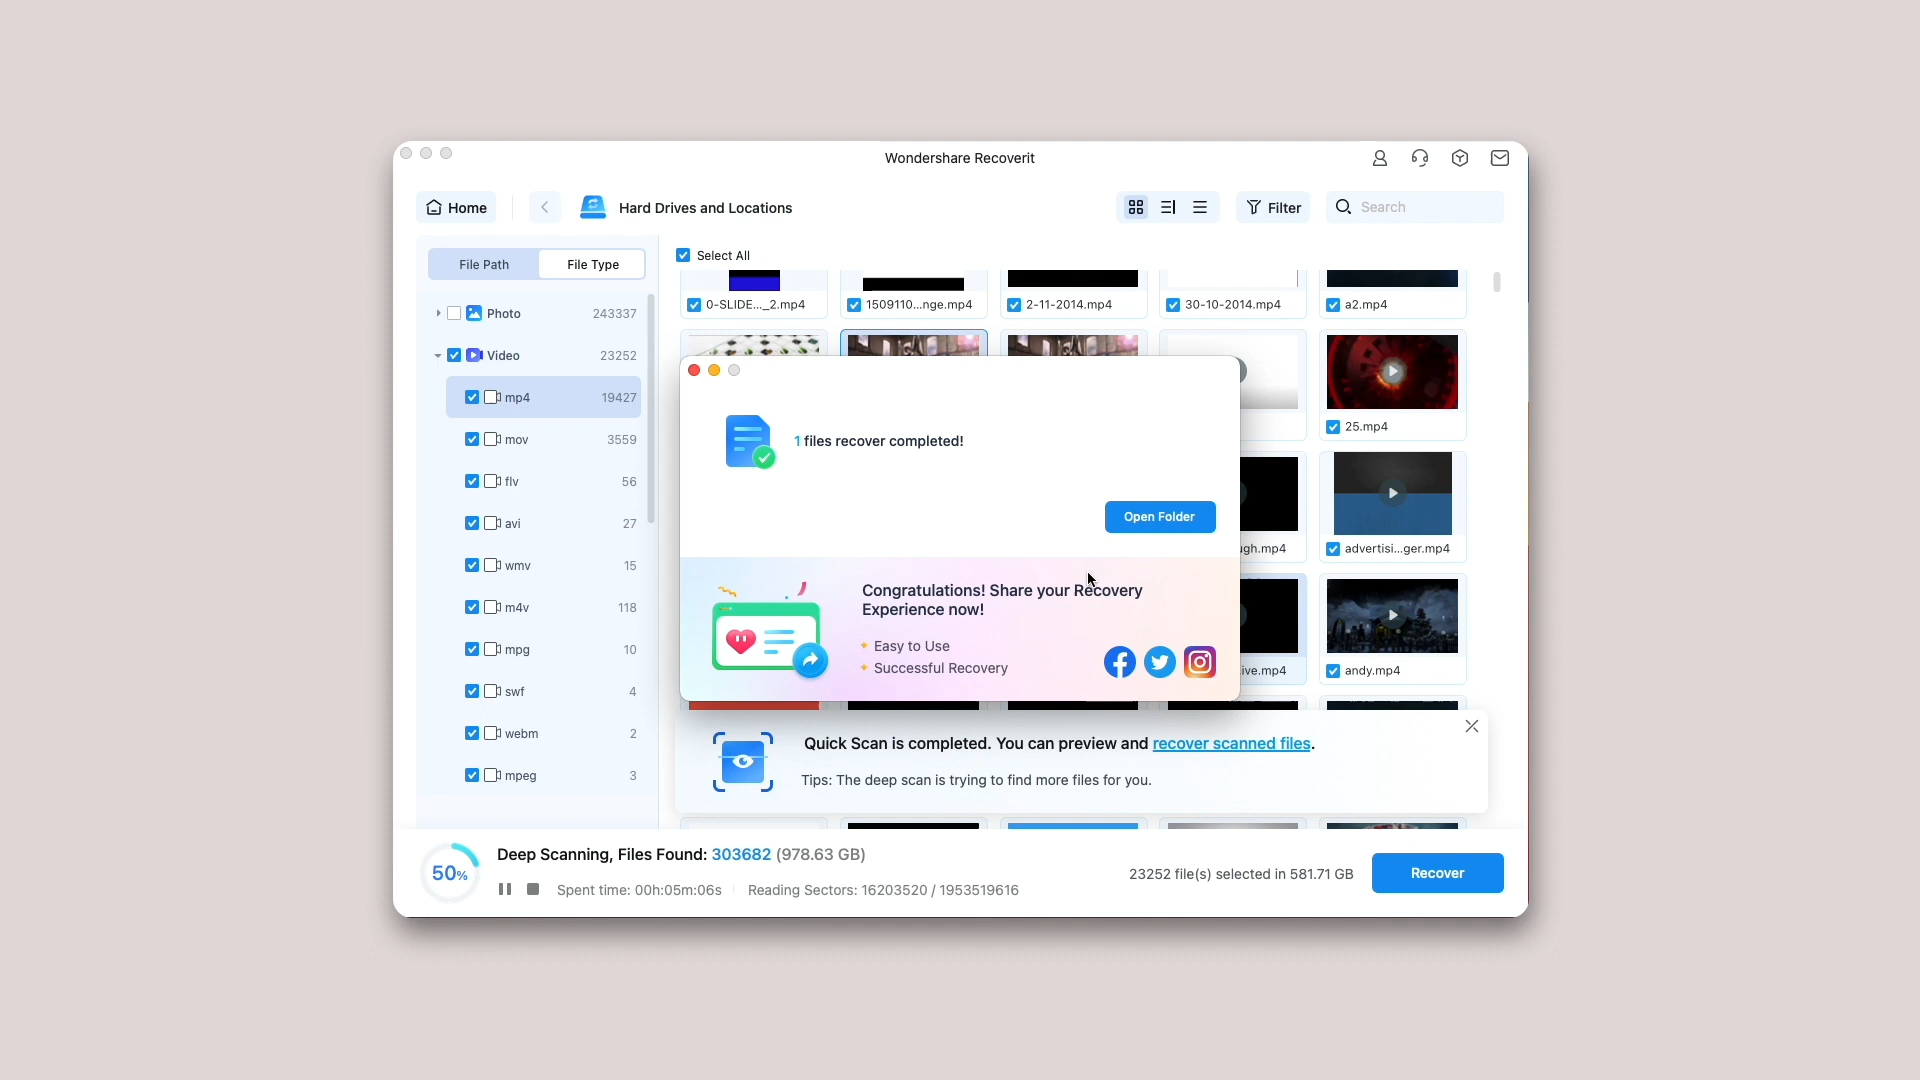 Wondershare Recoverit
Home
Hard Drives and Locations
Filter
Search
File Path
File Type
Select All
0-SLIDE..._2.mp4
1509110...nge.mp4
2-11-2014.mp4
30-10-2014.mp4
a2.mp4
Photo 243337
Video 23252
mp4 19427
mov 3559
flv 56
avi 27
wmv 15
m4v 118
mpg 10
swf 4
webm 2
mpeg 3
25.mp4
ugh.mp4
advertisi...ger.mp4
ive.mp4
andy.mp4
1 files recover completed!
Open Folder
Congratulations! Share your Recovery
Experience now!
Easy to Use
Successful Recovery
Quick Scan is completed. You can preview and recover scanned files.
Tips: The deep scan is trying to find more files for you.
50%
Deep Scanning, Files Found: 303682 (978.63 GB)
Spent time: 00h:05m:06s
Reading Sectors: 16203520 / 1953519616
23252 file(s) selected in 581.71 GB
Recover